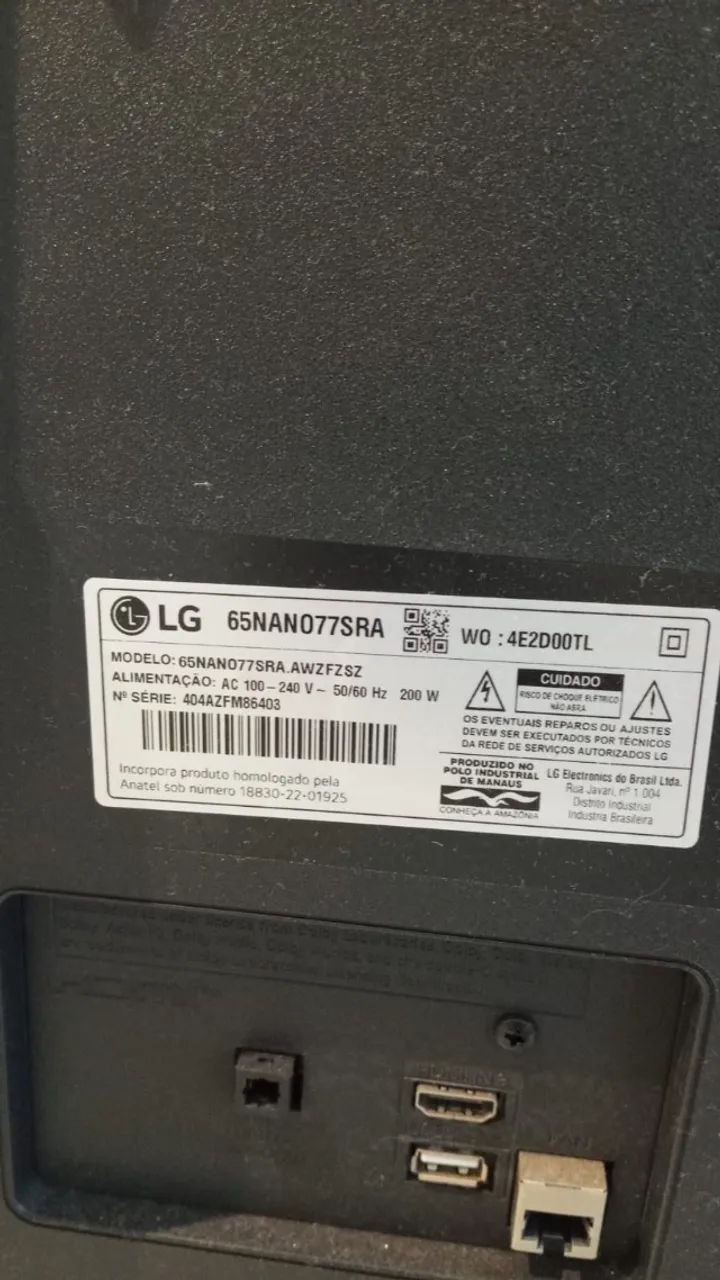 LG 65NANO77SRA WO : 4E2D00TL
MODELO: 65NANO77SRA.AWZFZSZ
ALIMENTAÇÃO: AC 100 – 240 V ~ 50/60 Hz 200 W
Nº SÉRIE: 404AZFM86403
CUIDADO
RISCO DE CHOQUE ELÉTRICO
NÃO ABRA
OS EVENTUAIS REPAROS OU AJUSTES
DEVEM SER EXECUTADOS POR TÉCNICOS
DA REDE DE SERVIÇOS AUTORIZADOS LG
Incorpora produto homologado pela
Anatel sob número 18830-22-01925
PRODUZIDO NO
POLO INDUSTRIAL
DE MANAUS
CONHEÇA A AMAZÔNIA
LG Electronics do Brasil Ltda.
Rua Javari, nº 1.004
Distrito Industrial
Indústria Brasileira
LAN